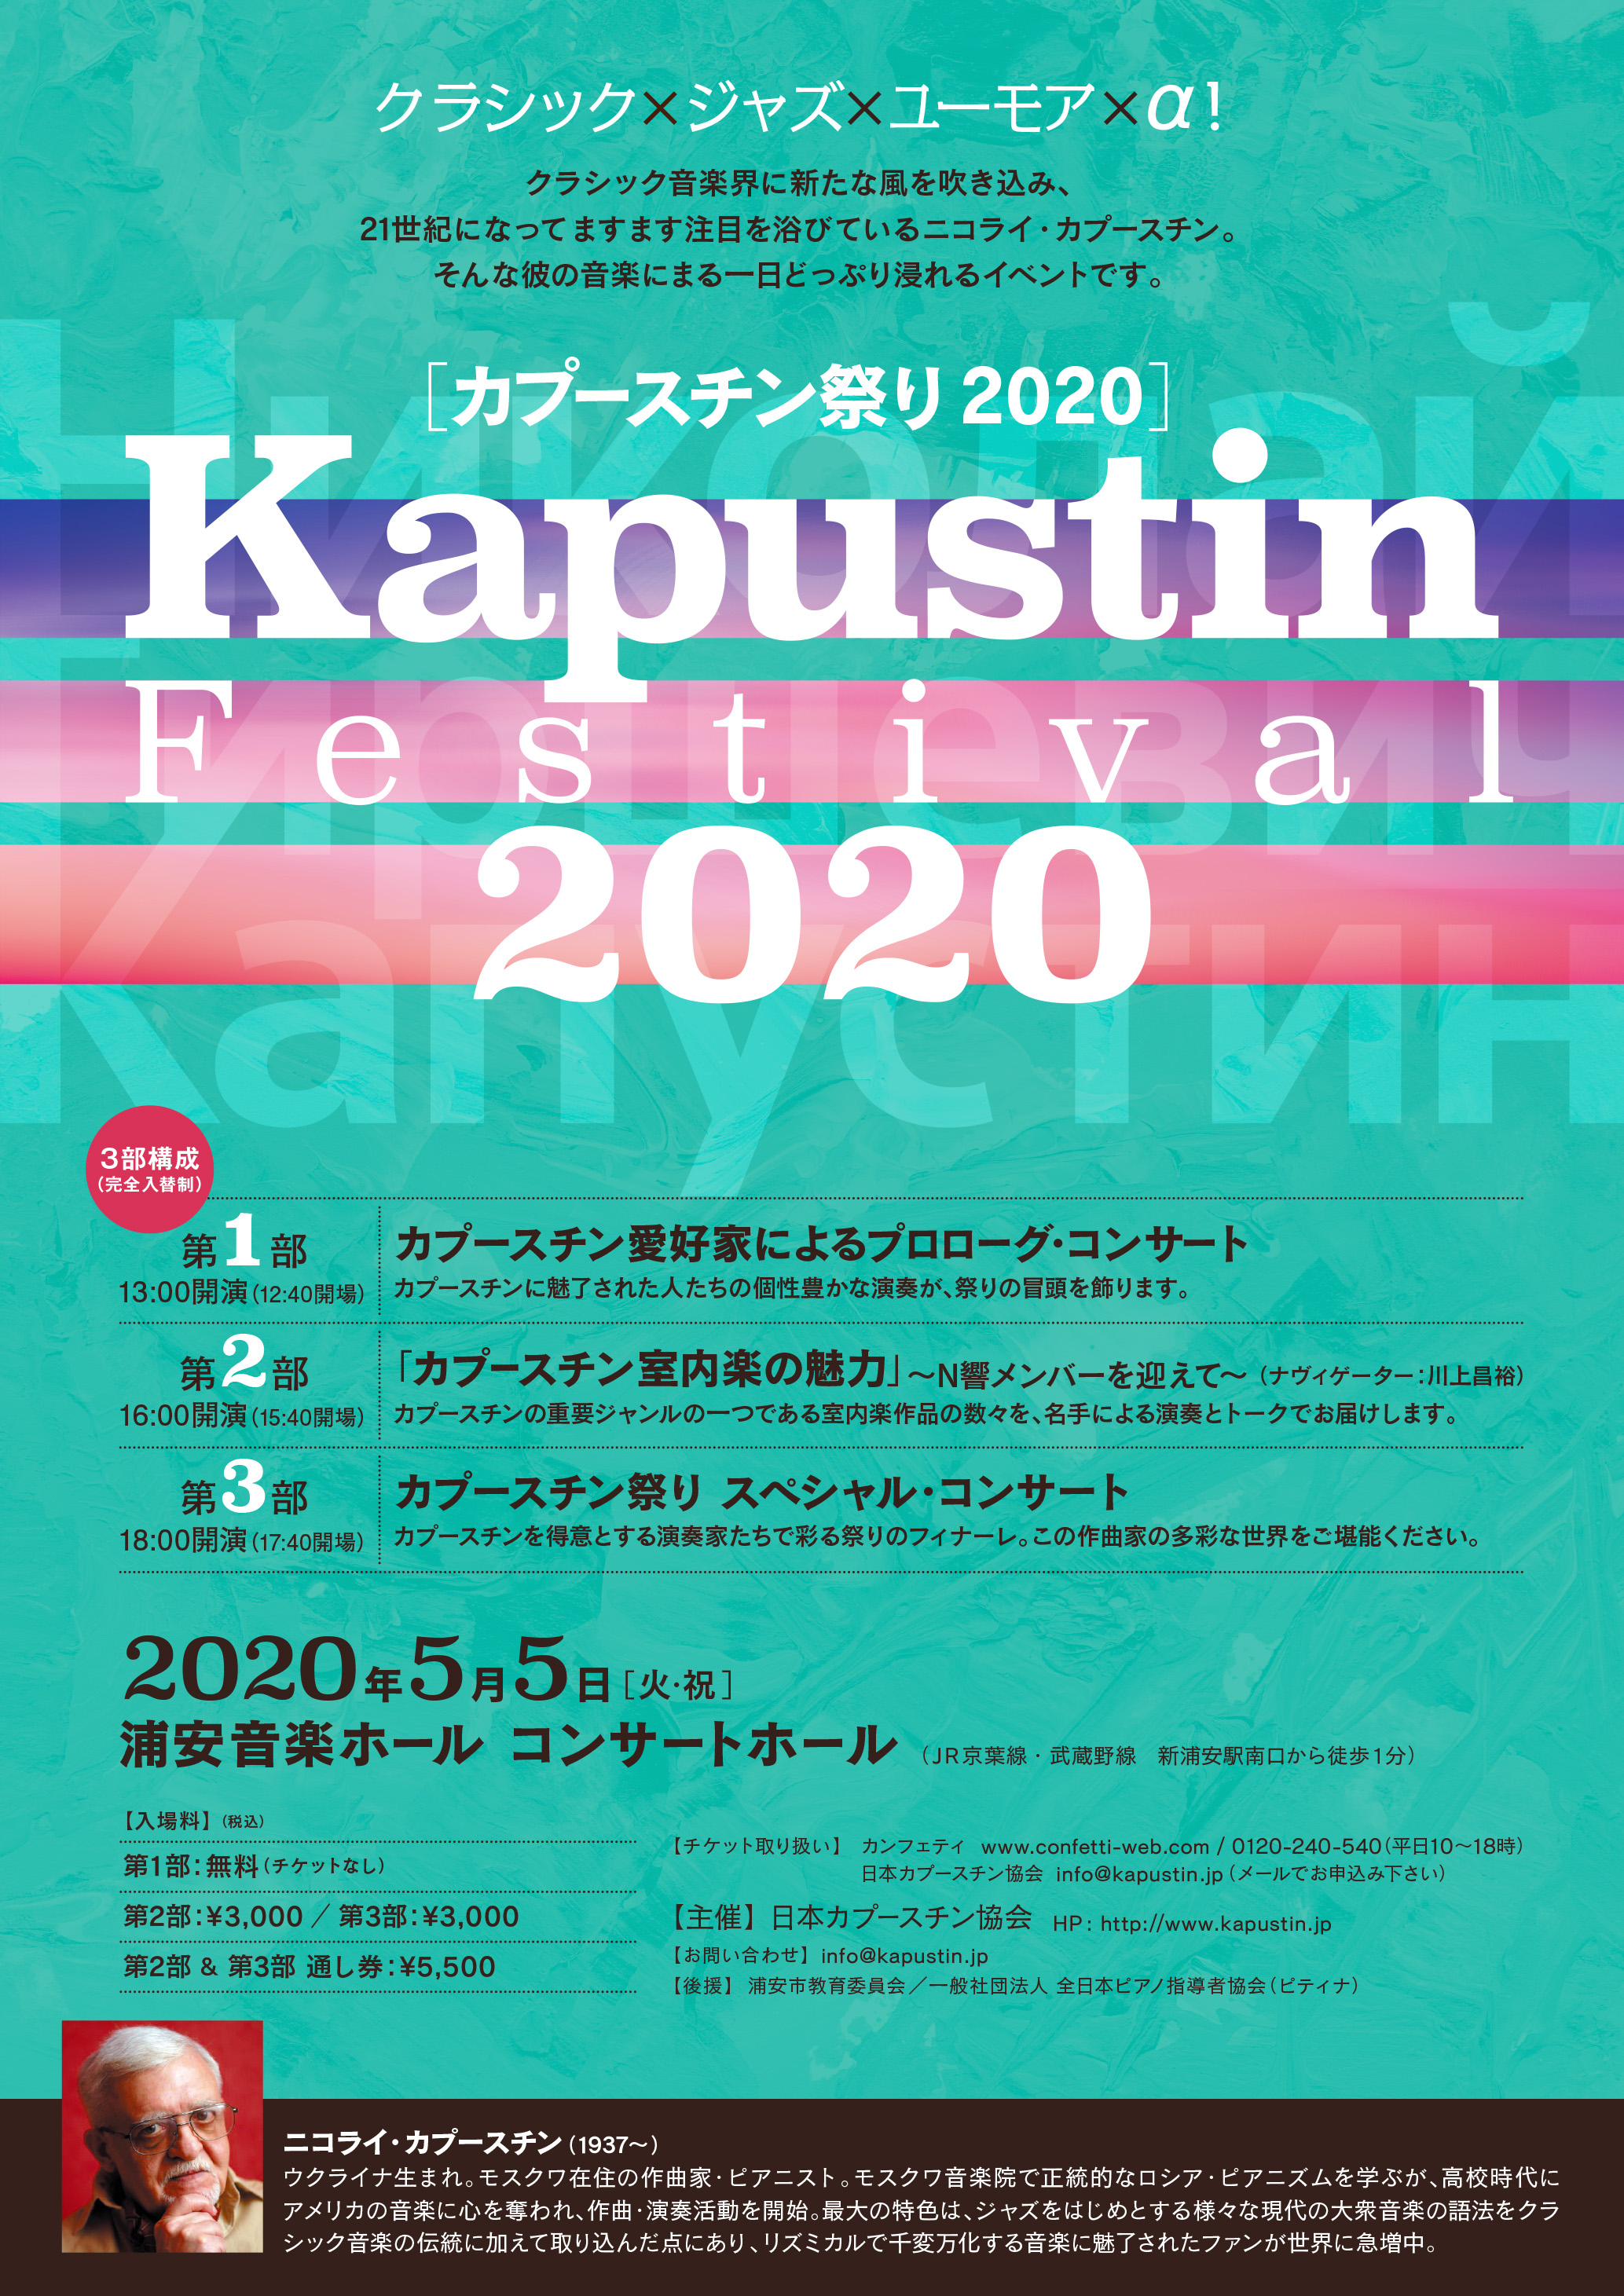 クラシック×ジャズ×ユーモア×α！
クラシック音楽界に新たな風を吹き込み、
21世紀になってますます注目を浴びているニコライ・カプースチン。
そんな彼の音楽にまる一日どっぷり浸れるイベントです。
Николай
Гиршевич
Капустин
［カプースチン祭り 2020］
Kapustin
Festival
2020
3部構成
（完全入替制）
第1部
13:00開演（12:40開場）
カプースチン愛好家によるプロローグ・コンサート
カプースチンに魅了された人たちの個性豊かな演奏が、祭りの冒頭を飾ります。
第2部
16:00開演（15:40開場）
「カプースチン室内楽の魅力」～N響メンバーを迎えて～（ナヴィゲーター：川上昌裕）
カプースチンの重要ジャンルの一つである室内楽作品の数々を、名手による演奏とトークでお届けします。
第3部
18:00開演（17:40開場）
カプースチン祭り スペシャル・コンサート
カプースチンを得意とする演奏家たちで彩る祭りのフィナーレ。この作曲家の多彩な世界をご堪能ください。
2020年5月5日［火・祝］
浦安音楽ホール コンサートホール （JR京葉線・武蔵野線 新浦安駅南口から徒歩1分）
【入場料】（税込）
第1部：無料（チケットなし）
第2部：¥3,000 ／ 第3部：¥3,000
第2部 & 第3部 通し券：¥5,500
【チケット取り扱い】 カンフェティ www.confetti-web.com / 0120-240-540（平日10～18時）
日本カプースチン協会 info@kapustin.jp（メールでお申込み下さい）
【主催】日本カプースチン協会 HP：http://www.kapustin.jp
【お問い合わせ】info@kapustin.jp
【後援】 浦安市教育委員会／一般社団法人 全日本ピアノ指導者協会（ピティナ）
ニコライ・カプースチン（1937～）
ウクライナ生まれ。モスクワ在住の作曲家・ピアニスト。モスクワ音楽院で正統的なロシア・ピアニズムを学ぶが、高校時代に
アメリカの音楽に心を奪われ、作曲・演奏活動を開始。最大の特色は、ジャズをはじめとする様々な現代の大衆音楽の語法をクラ
シック音楽の伝統に加えて取り込んだ点にあり、リズミカルで千変万化する音楽に魅了されたファンが世界に急増中。